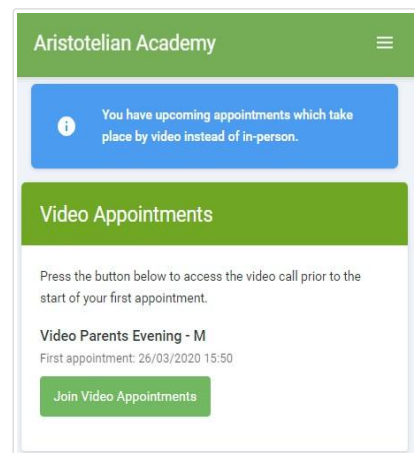 Aristotelian Academy
You have upcoming appointments which take
place by video instead of in-person.
Video Appointments
Press the button below to access the video call prior to the
start of your first appointment.
Video Parents Evening - M
First appointment: 26/03/2020 15:50
Join Video Appointments